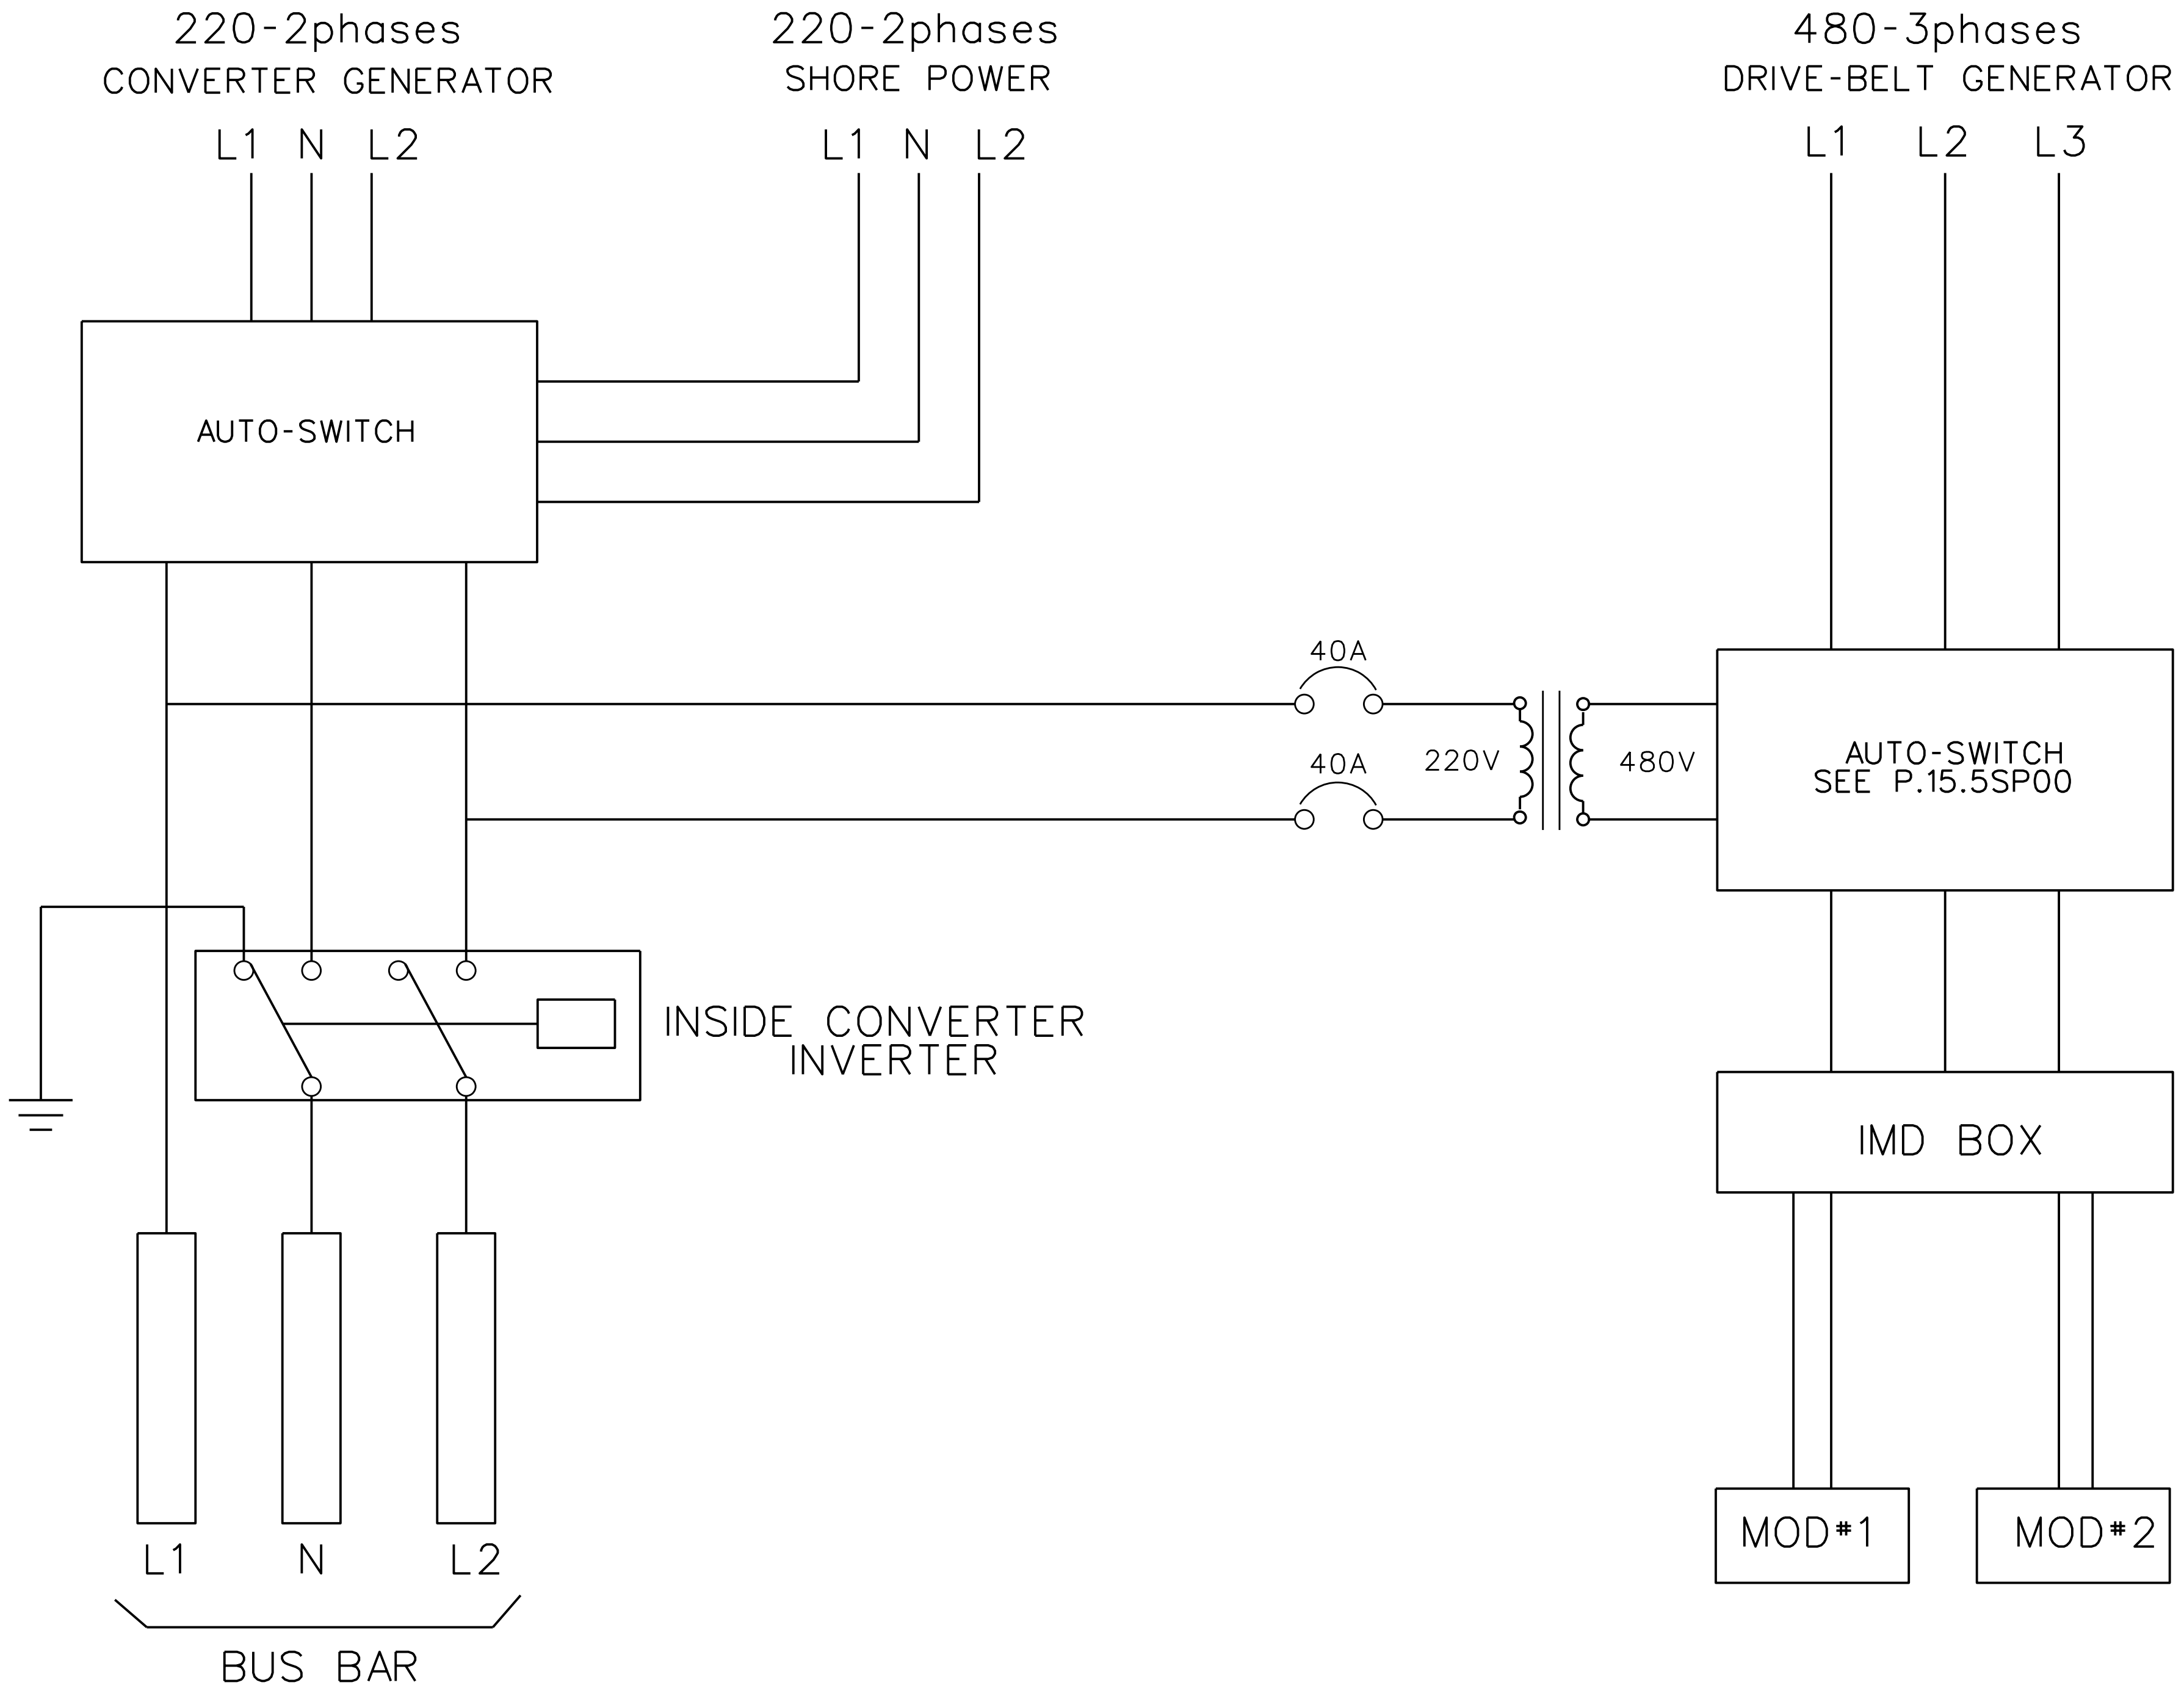 220-2phases
CONVERTER GENERATOR
L1 N L2
220-2phases
SHORE POWER
L1 N L2
480-3phases
DRIVE-BELT GENERATOR
L1 L2 L3
AUTO-SWITCH
40A
40A
220V
480V
AUTO-SWITCH
SEE P.15.5SP00
INSIDE CONVERTER
INVERTER
IMD BOX
MOD#1
MOD#2
L1 N L2
BUS BAR